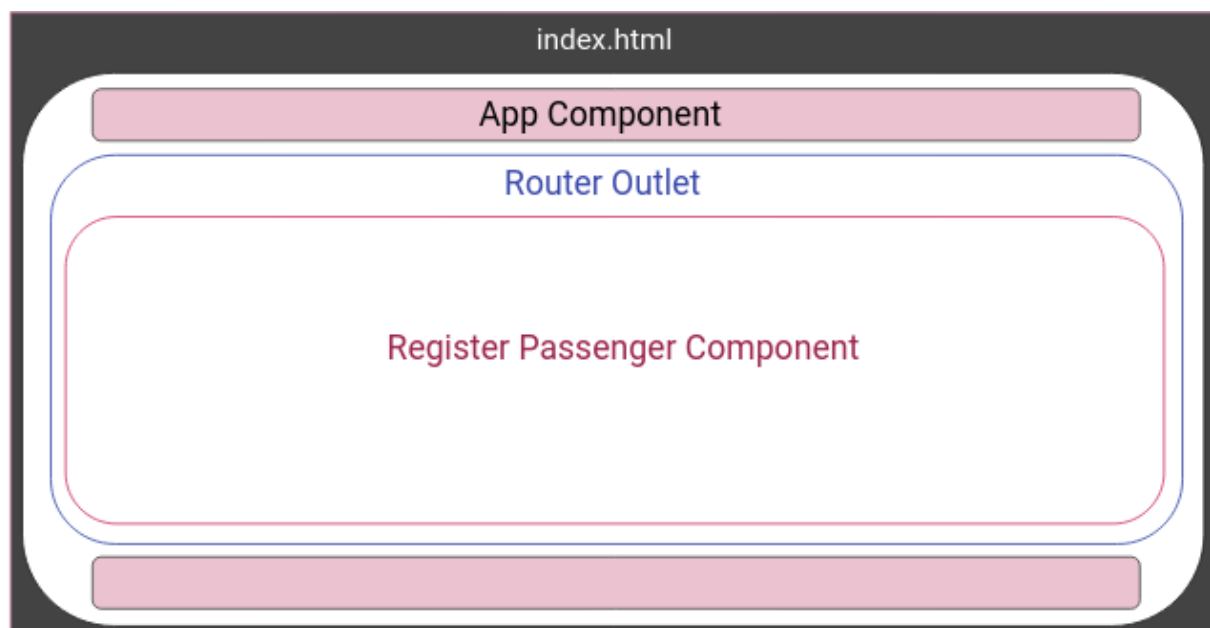 index.html
App Component
Router Outlet
Register Passenger Component